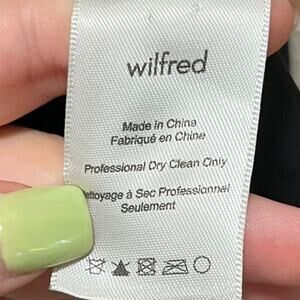 wilfred
Made in China
Fabriqué en Chine
Professional Dry Clean Only
ettoyage à Sec Professionnel
Seulement